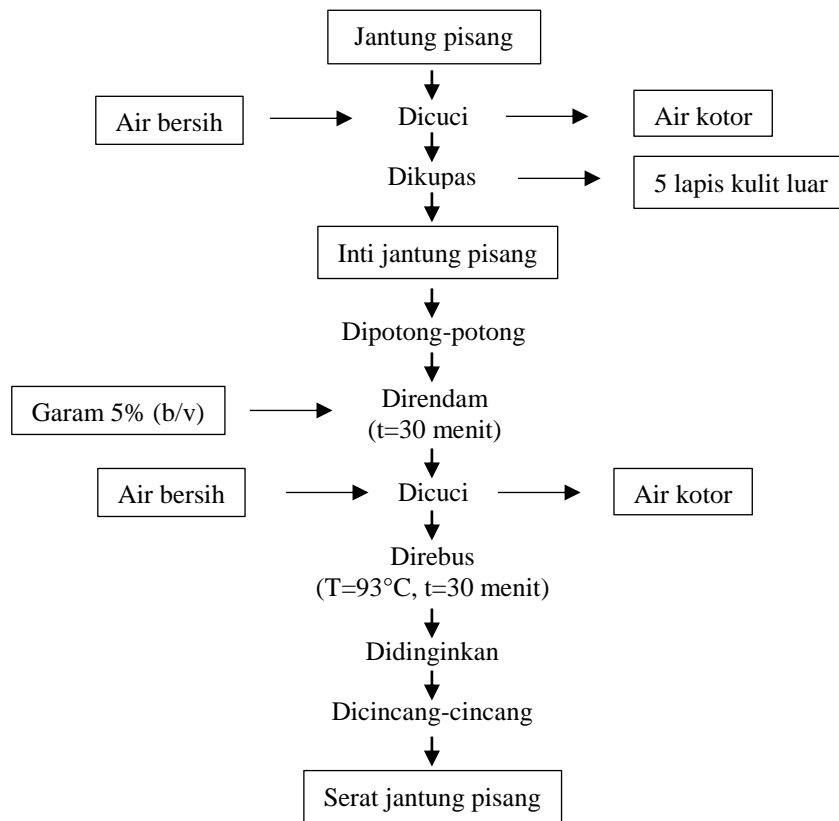 Jantung pisang
Air bersih
Dicuci
Air kotor
Dikupas
5 lapis kulit luar
Inti jantung pisang
Dipotong-potong
Garam 5% (b/v)
Direndam
(t=30 menit)
Air bersih
Dicuci
Air kotor
Direbus
(T=93°C, t=30 menit)
Didinginkan
Dicincang-cincang
Serat jantung pisang